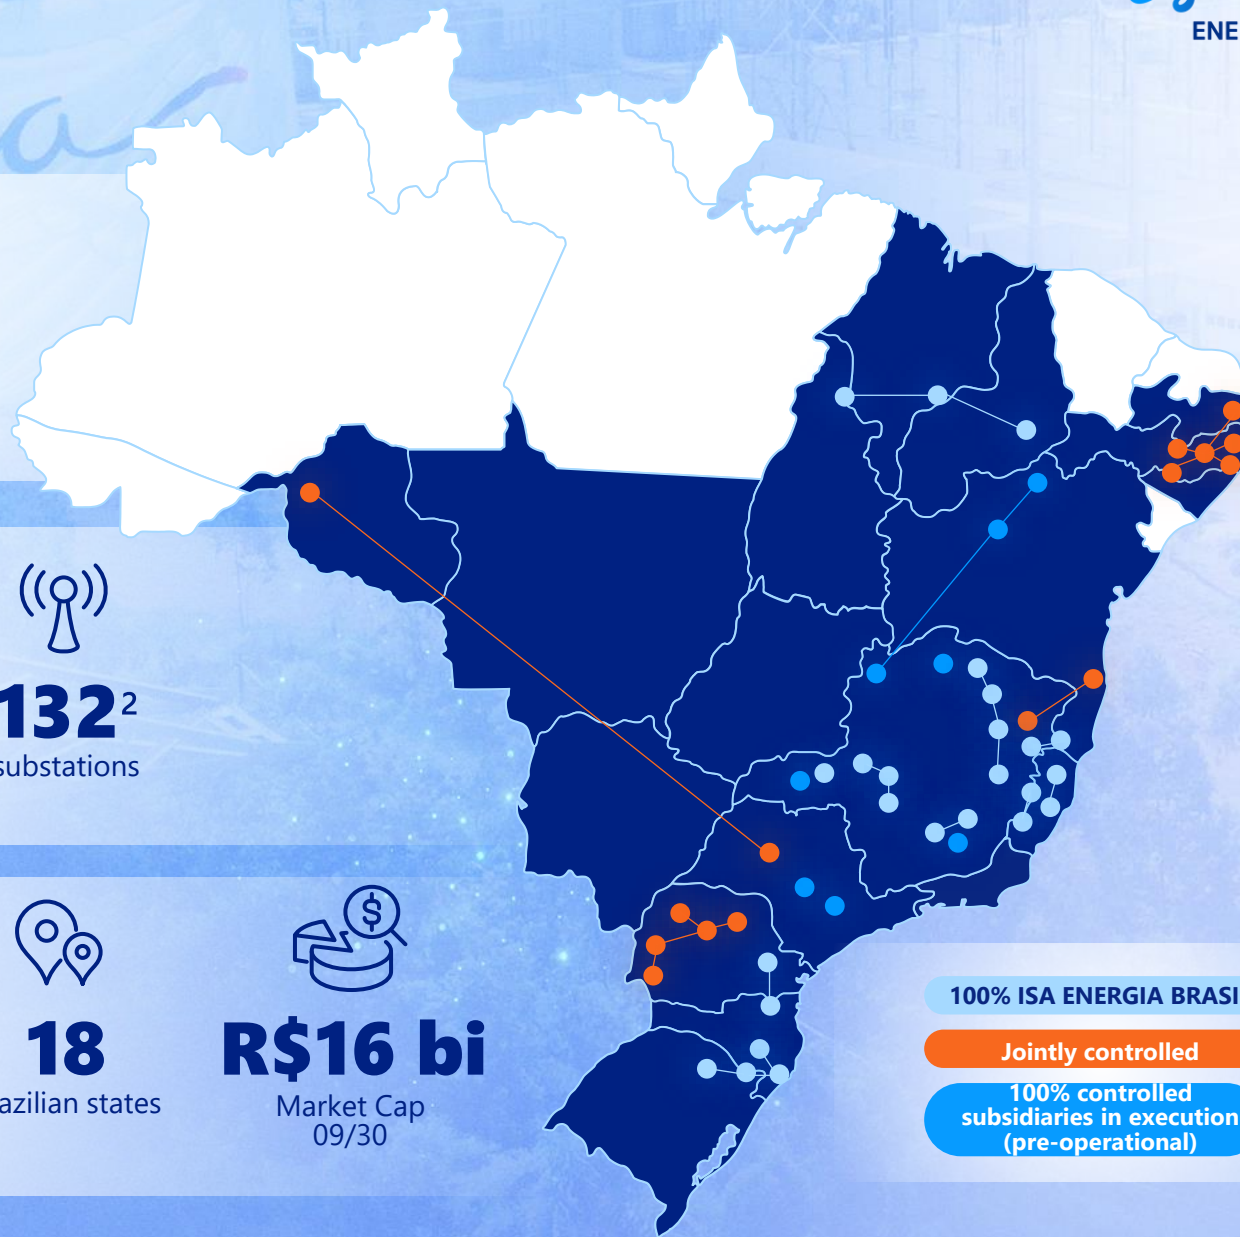 ENE
132²
substations
18
azilian states
R$16 bi
Market Cap
09/30
100% ISA ENERGIA BRASI
Jointly controlled
100% controlled
subsidiaries in execution
(pre-operational)